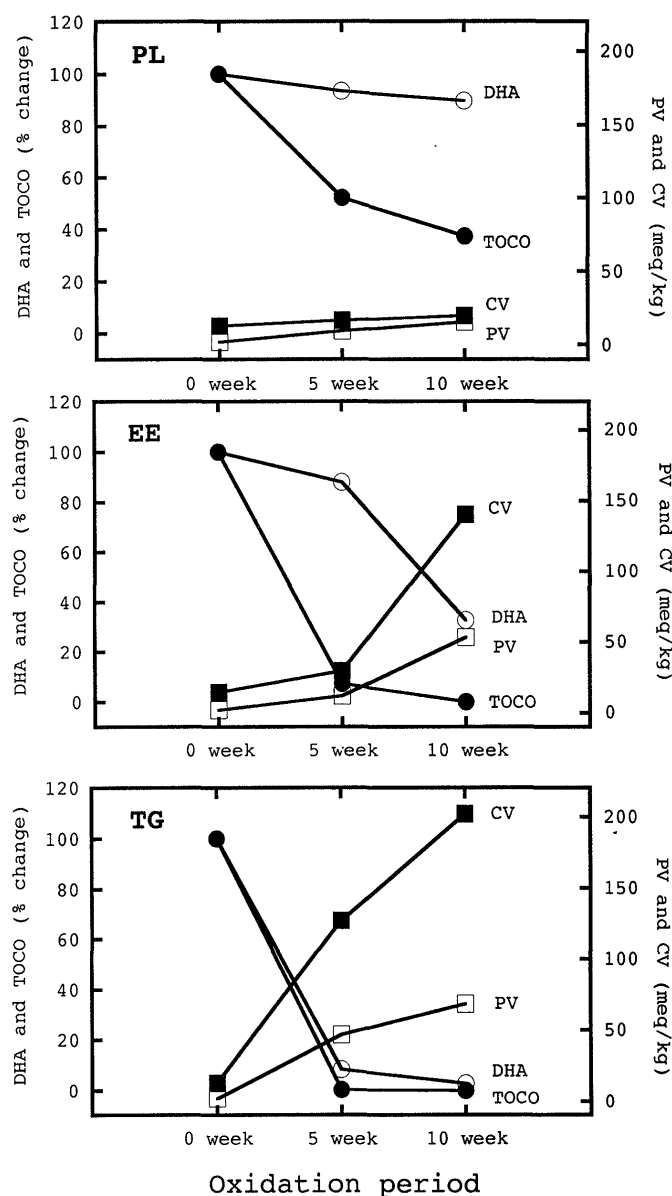 PL
DHA and TOCO (% change)
120
100
80
60
40
20
0
PV and CV (meq/kg)
200
150
100
50
0
DHA
TOCO
CV
PV
0 week
5 week
10 week
EE
DHA and TOCO (% change)
120
100
80
60
40
20
0
PV and CV (meq/kg)
200
150
100
50
0
CV
DHA
PV
TOCO
0 week
5 week
10 week
TG
DHA and TOCO (% change)
120
100
80
60
40
20
0
PV and CV (meq/kg)
200
150
100
50
0
CV
PV
DHA
TOCO
0 week
5 week
10 week
Oxidation period